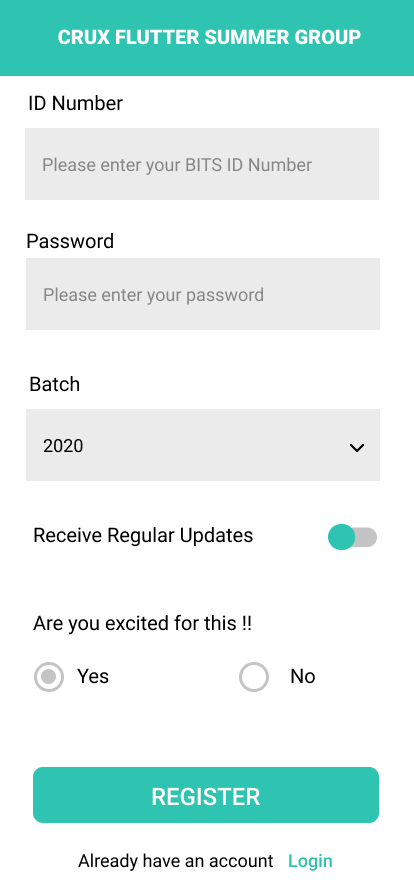 CRUX FLUTTER SUMMER GROUP
ID Number
Please enter your BITS ID Number
Password
Please enter your password
Batch
2020
Receive Regular Updates
Are you excited for this !!
Yes No
REGISTER
Already have an account Login